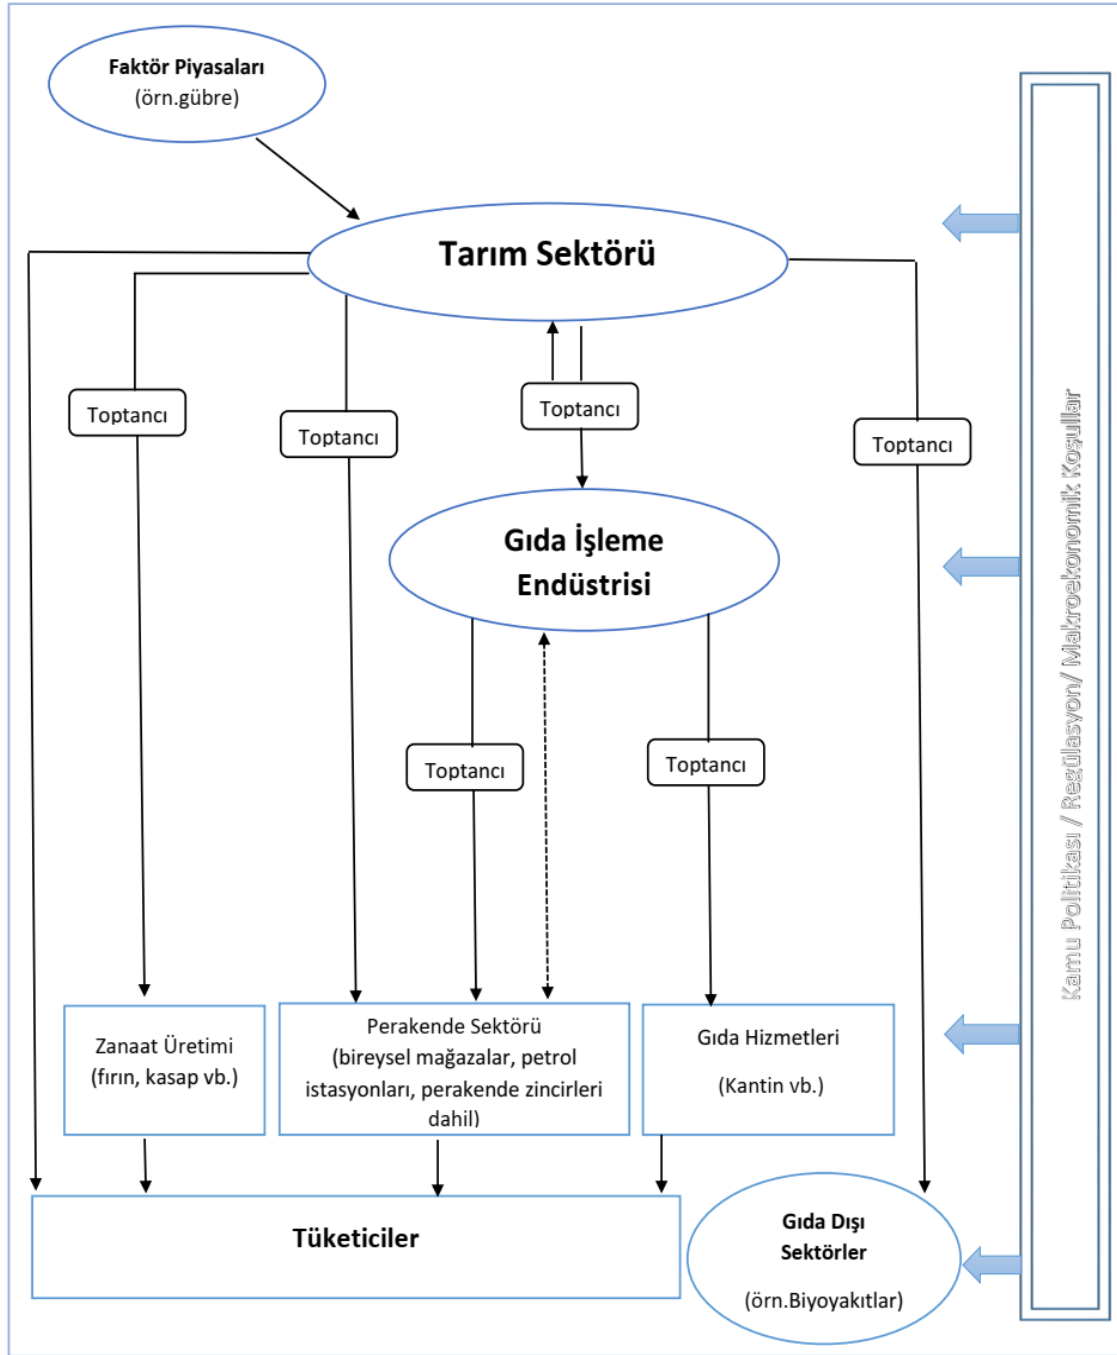 Faktör Piyasaları
(örn.gübre)
Tarım Sektörü
Toptancı
Toptancı
Toptancı
Toptancı
Gıda İşleme
Endüstrisi
Toptancı
Toptancı
Zanaat Üretimi
(fırın, kasap vb.)
Perakende Sektörü
(bireysel mağazalar, petrol
istasyonları, perakende zincirleri
dahil)
Gıda Hizmetleri
(Kantin vb.)
Tüketiciler
Gıda Dışı
Sektörler
(örn.Biyoyakıtlar)
Kamu Politikası / Regülasyon/ Makroekonomik Koşullar